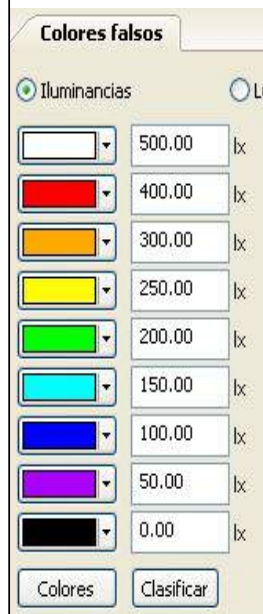 Colores falsos
Iluminancias
500.00 lx
400.00 lx
300.00 lx
250.00 lx
200.00 lx
150.00 lx
100.00 lx
50.00 lx
0.00 lx
Colores Clasificar